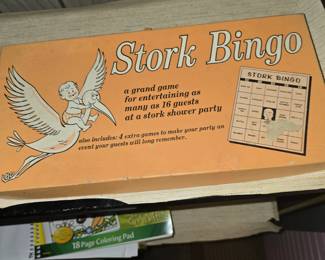 Stork Bingo
a grand game
for entertaining as
many as 16 guests
at a stork shower party
STORK BINGO
also includes: 4 extra games to make your party an
event your guests will long remember.
18 Page Coloring Pad